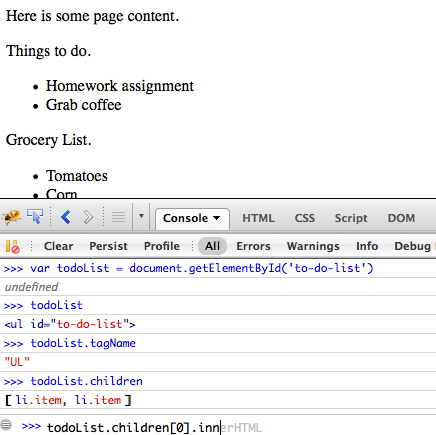 Here is some page content.
Things to do.
• Homework assignment
• Grab coffee
Grocery List.
• Tomatoes
• Corn
Console HTML CSS Script DOM
Clear Persist Profile All Errors Warnings Info Debug
>>> var todoList = document.getElementById('to-do-list')
undefined
>>> todoList
<ul id="to-do-list">
>>> todoList.tagName
"UL"
>>> todoList.children
[ li.item, li.item ]
>>> todoList.children[0].innerHTML